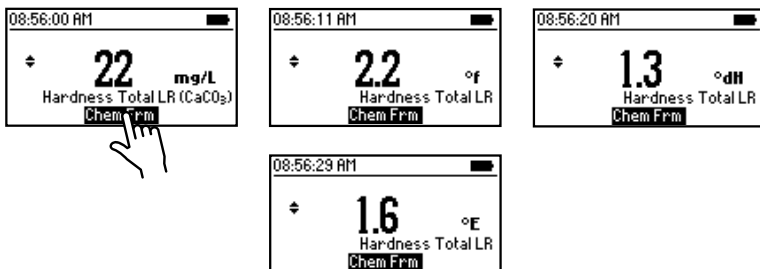 08:56:00 AM
22 mg/L
Hardness Total LR (CaCO₃)
Chem Frm
08:56:11 AM
2.2 °f
Hardness Total LR
Chem Frm
08:56:20 AM
1.3 °dH
Hardness Total LR
Chem Frm
08:56:29 AM
1.6 °E
Hardness Total LR
Chem Frm